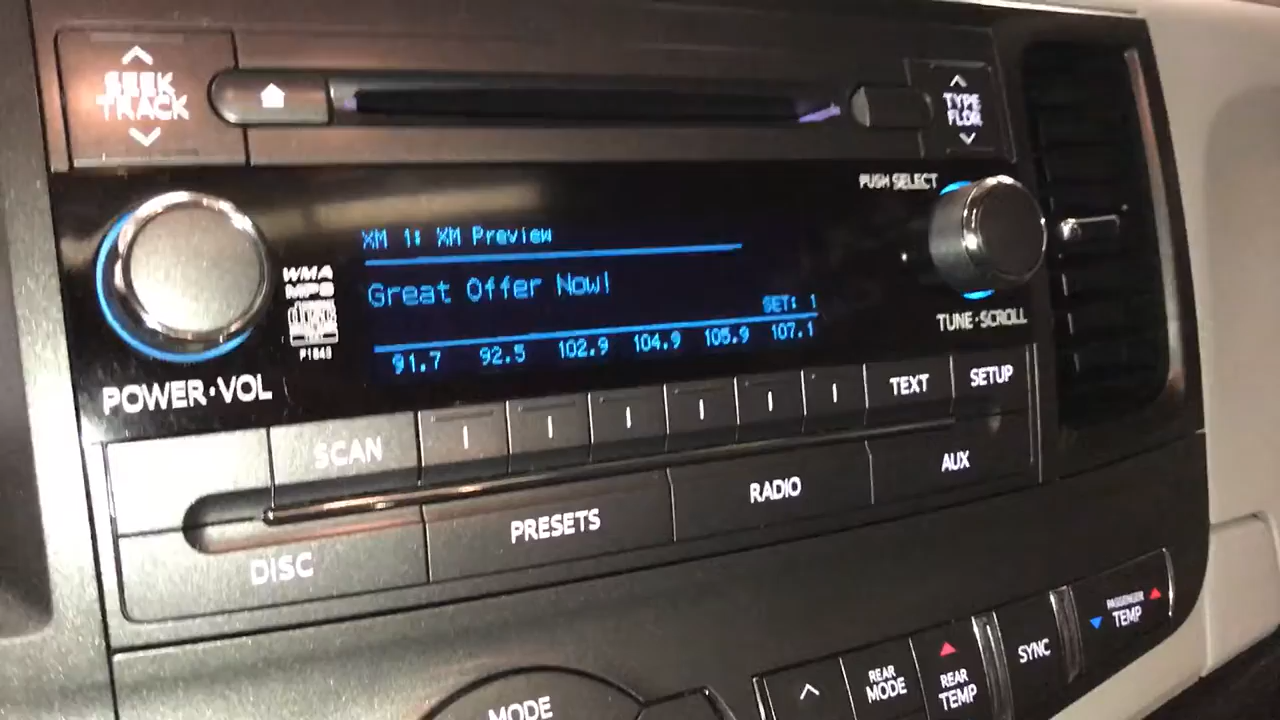 SEEK
TRACK
TYPE
FLDR
PUSH SELECT
XM 1: XM Preview
Great Offer Now!
SET: 1
91.7 92.5 102.9 104.9 105.9 107.1
WMA
MP3
P1849
POWER·VOL
TUNE·SCROLL
SCAN
TEXT
SETUP
DISC
PRESETS
RADIO
AUX
MODE
REAR
MODE
REAR
TEMP
SYNC
PASSENGER
TEMP